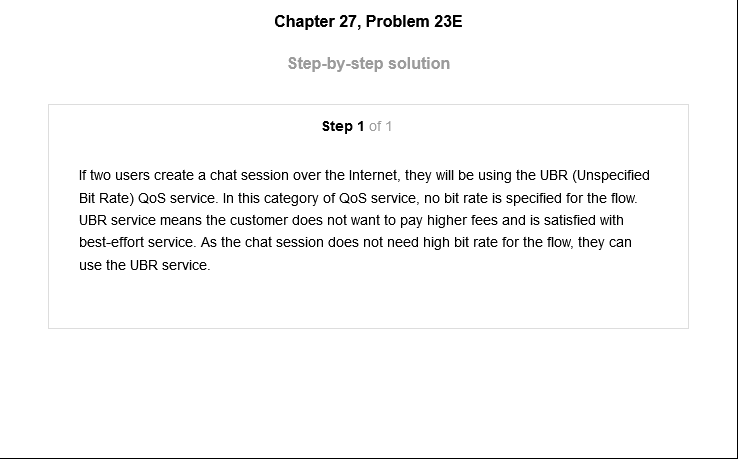 Chapter 27, Problem 23E
Step-by-step solution
Step 1 of 1
If two users create a chat session over the Internet, they will be using the UBR (Unspecified
Bit Rate) QoS service. In this category of QoS service, no bit rate is specified for the flow.
UBR service means the customer does not want to pay higher fees and is satisfied with
best-effort service. As the chat session does not need high bit rate for the flow, they can
use the UBR service.